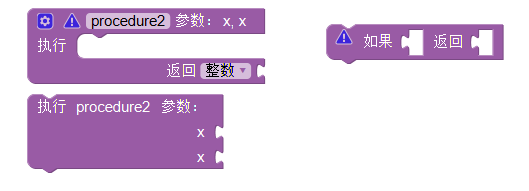 procedure2 参数： x, x
执行
返回 整数
执行 procedure2 参数：
x
x
如果 返回